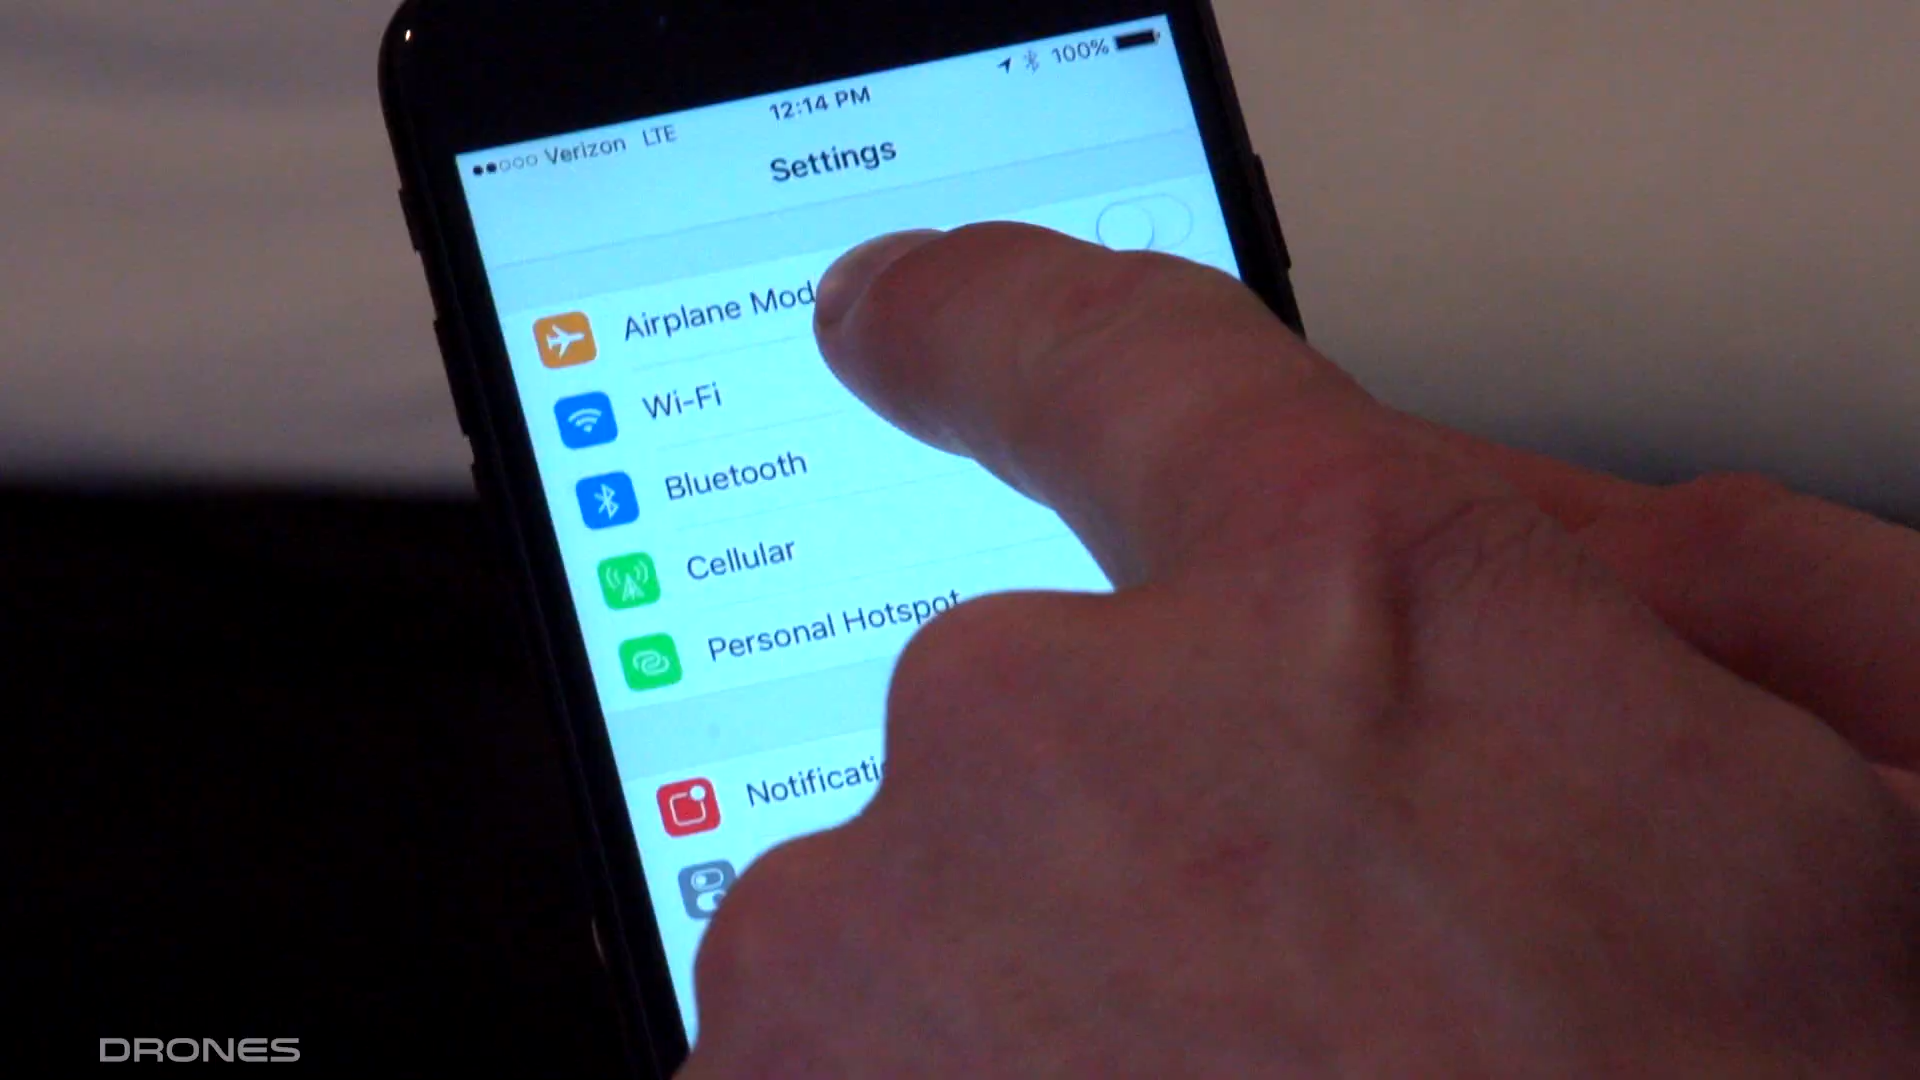 Verizon LTE 12:14 PM 100%
Settings
Airplane Mod
Wi-Fi
Bluetooth
Cellular
Personal Hotspot
Notificati
DRONES